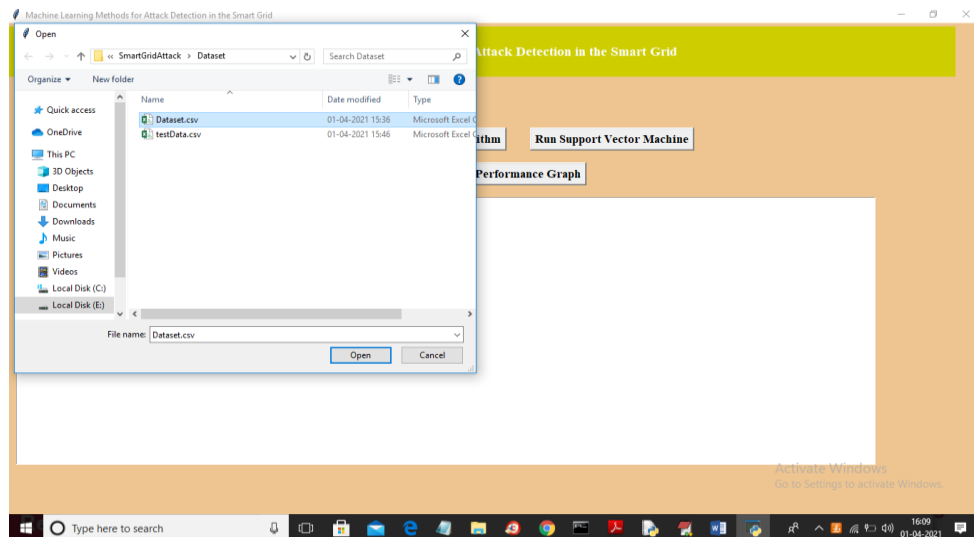 Machine Learning Methods for Attack Detection in the Smart Grid
Open
Attack Detection in the Smart Grid
« SmartGridAttack › Dataset
Search Dataset
Organize
New folder
Name
Date modified
Type
Quick access
OneDrive
This PC
3D Objects
Desktop
Documents
Downloads
Music
Pictures
Videos
Local Disk (C:)
Local Disk (E:)
Dataset.csv 01-04-2021 15:36 Microsoft Excel C
testData.csv 01-04-2021 15:46 Microsoft Excel C
ithm
Run Support Vector Machine
Performance Graph
File name: Dataset.csv
Open
Cancel
Activate Windows
Go to Settings to activate Windows.
Type here to search
16:09
01-04-2021